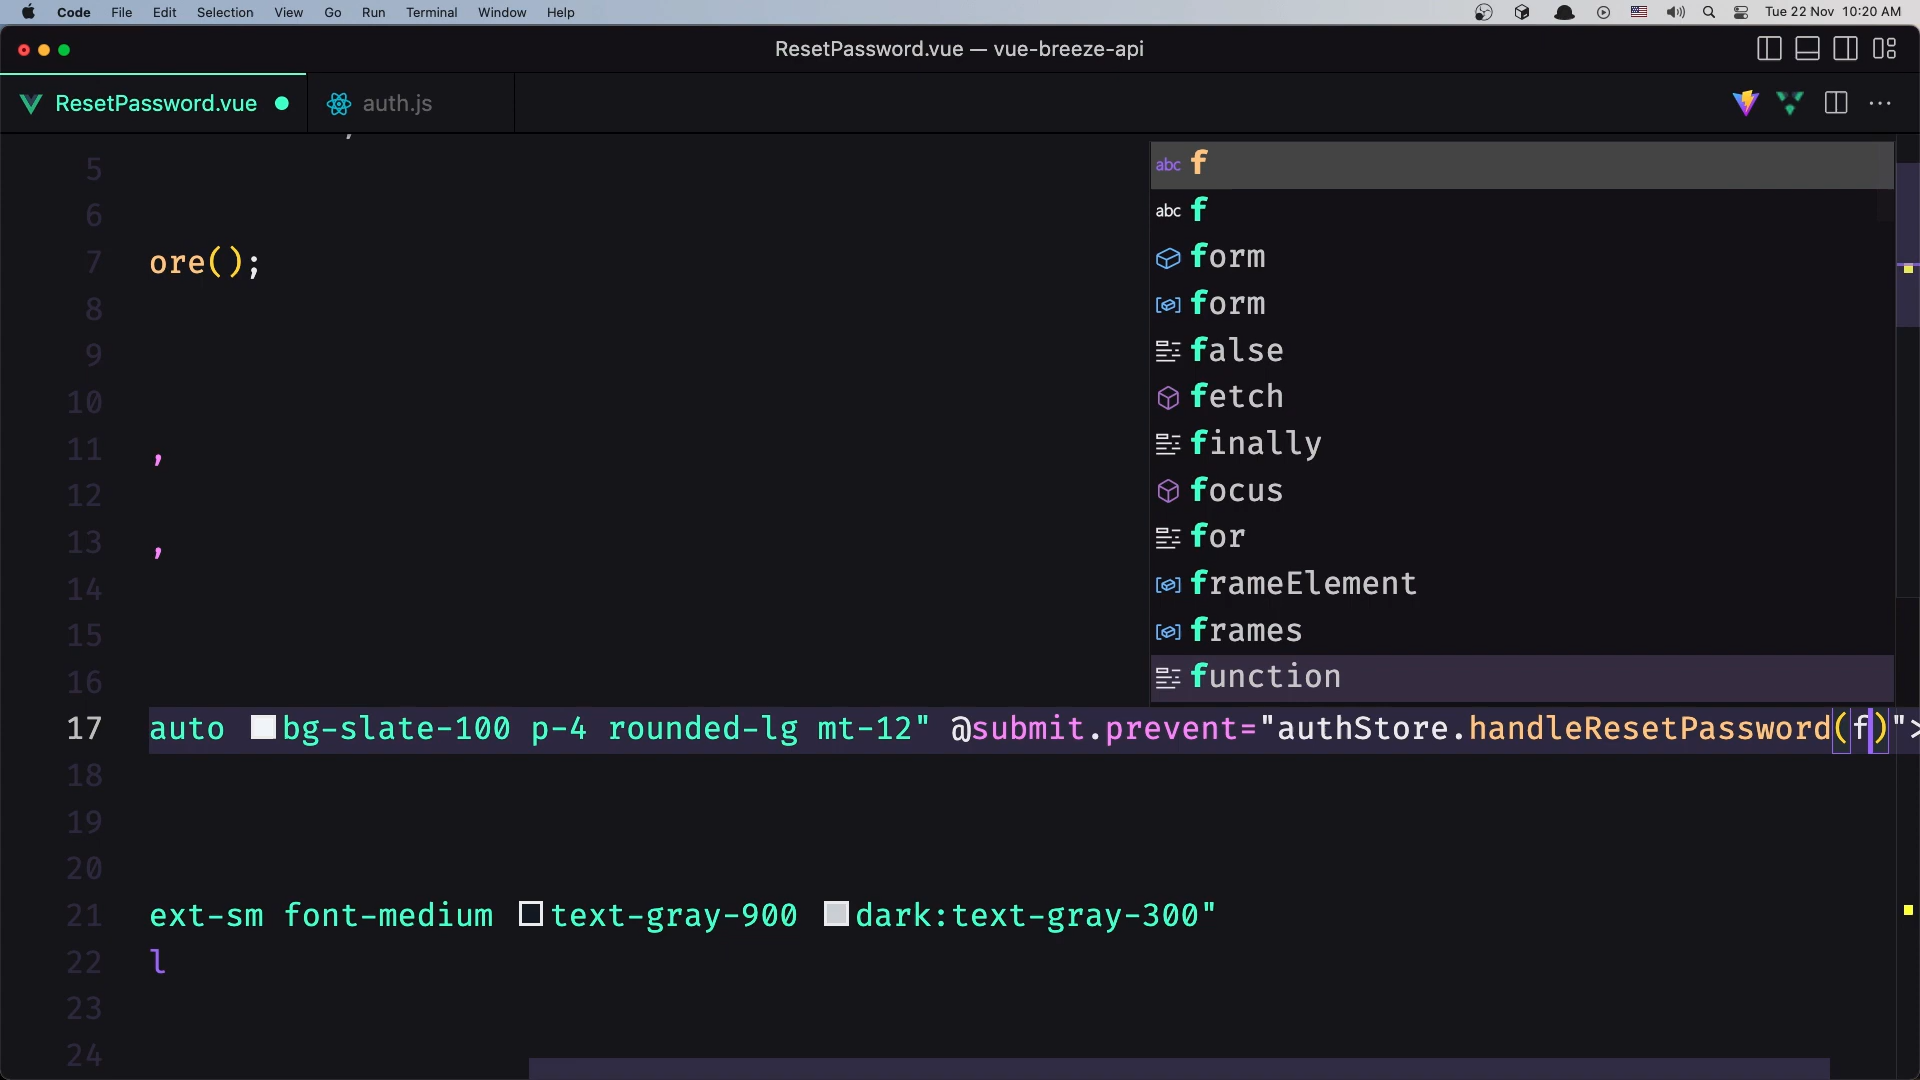 Code File Edit Selection View Go Run Terminal Window Help Tue 22 Nov 10:20 AM
ResetPassword.vue — vue-breeze-api
ResetPassword.vue auth.js
5
6
7 ore();
8
9
10
11 ,
12
13 ,
14
15
16
17 auto bg-slate-100 p-4 rounded-lg mt-12" @submit.prevent="authStore.handleResetPassword(f)">
18
19
20
21 ext-sm font-medium text-gray-900 dark:text-gray-300"
22 l
23
24
abc f
abc f
form
form
false
fetch
finally
focus
for
frameElement
frames
function